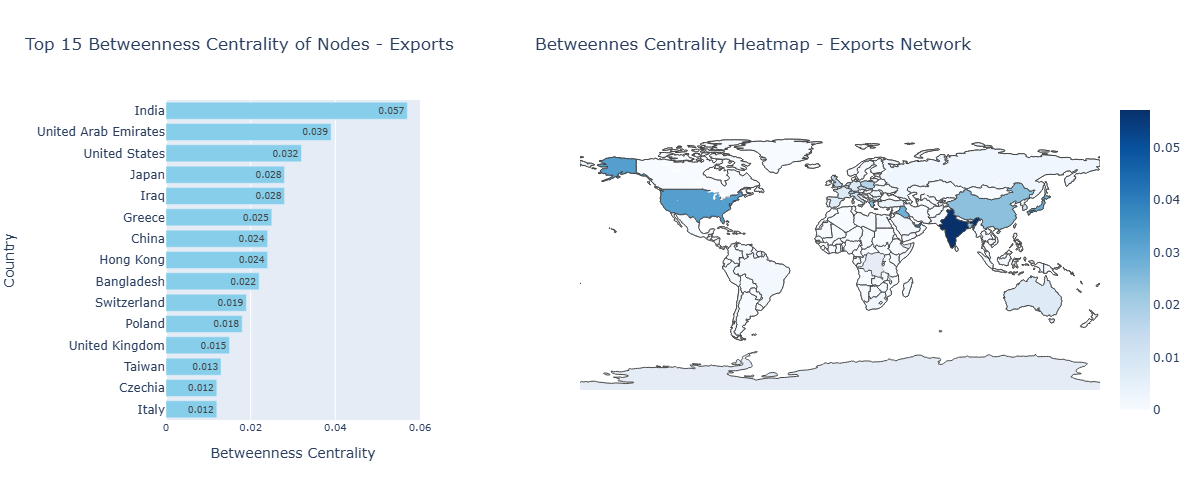 Top 15 Betweenness Centrality of Nodes - Exports
Betweennes Centrality Heatmap - Exports Network
Country
India 0.057
United Arab Emirates 0.039
United States 0.032
Japan 0.028
Iraq 0.028
Greece 0.025
China 0.024
Hong Kong 0.024
Bangladesh 0.022
Switzerland 0.019
Poland 0.018
United Kingdom 0.015
Taiwan 0.013
Czechia 0.012
Italy 0.012
0 0.02 0.04 0.06
Betweenness Centrality
0.05
0.04
0.03
0.02
0.01
0